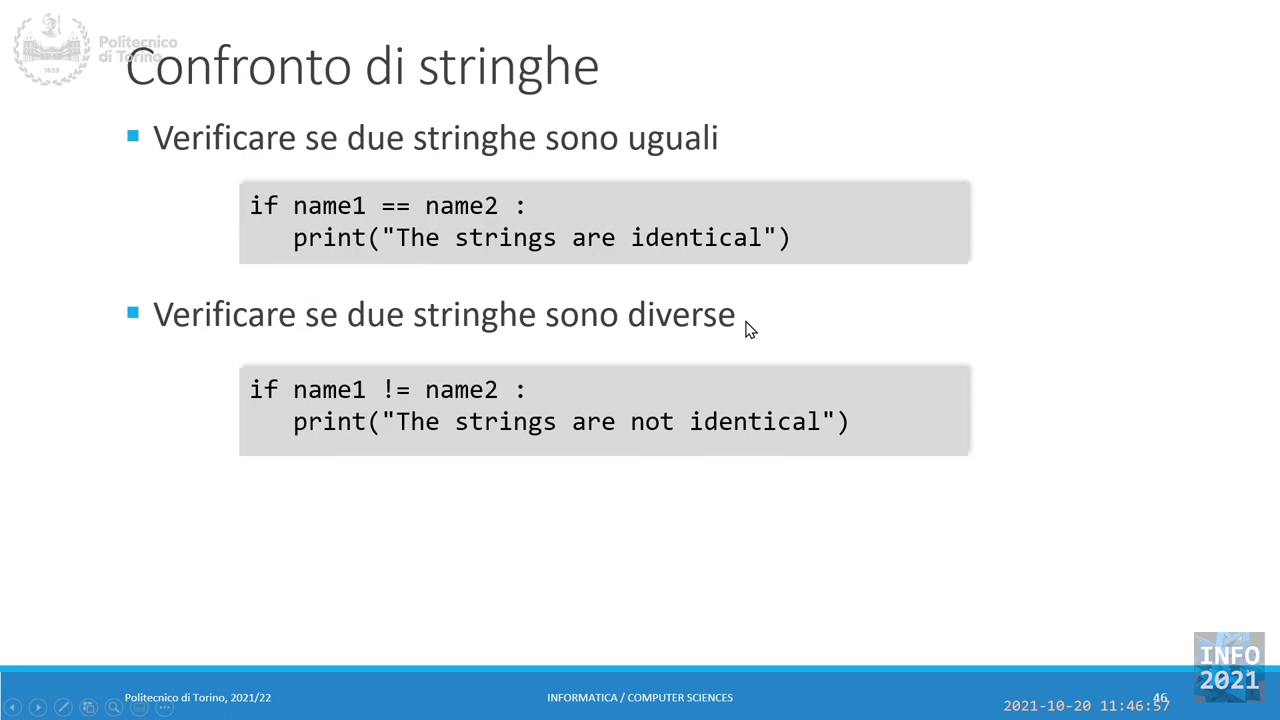 Politecnico
di Torino
1859
Confronto di stringhe
Verificare se due stringhe sono uguali
if name1 == name2 :
print("The strings are identical")
Verificare se due stringhe sono diverse
if name1 != name2 :
print("The strings are not identical")
INFO
2021
Politecnico di Torino, 2021/22
INFORMATICA / COMPUTER SCIENCES
46
2021-10-20 11:46:57